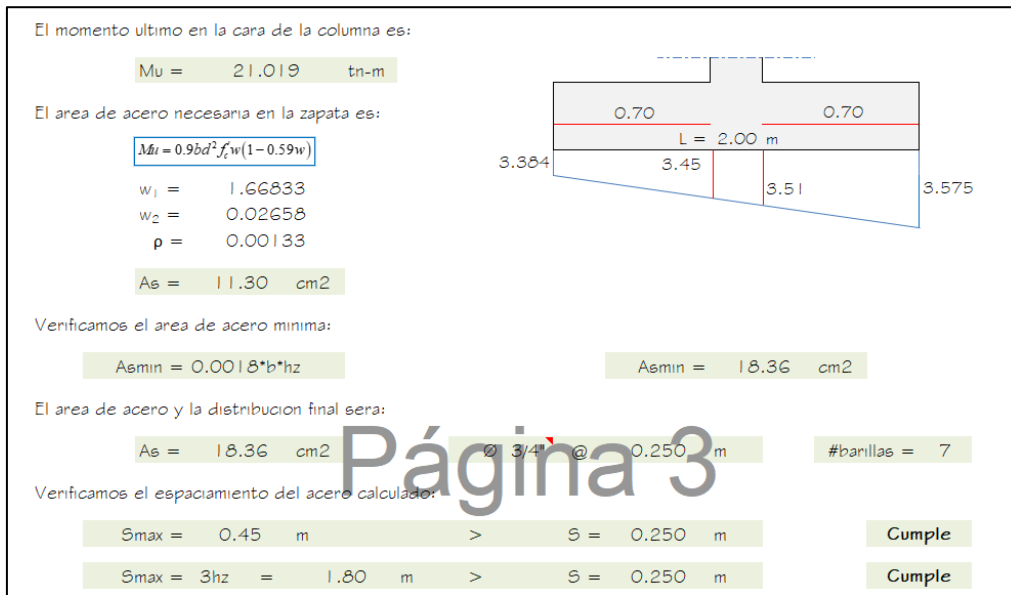 El momento ultimo en la cara de la columna es:
Mu = 21.019 tn-m
El area de acero necesaria en la zapata es:
Mu = 0.9bd²f'cw(1−0.59w)
w₁ = 1.66833
w₂ = 0.02658
ρ = 0.00133
As = 11.30 cm2
0.70 0.70
L = 2.00 m
3.384 3.45 3.51 3.575
Verificamos el area de acero minima:
Asmin = 0.0018*b*hz Asmin = 18.36 cm2
El area de acero y la distribucion final sera:
As = 18.36 cm2 Ø 3/4" @ 0.250 m #barillas = 7
Página 3
Verificamos el espaciamiento del acero calculado:
Smax = 0.45 m > S = 0.250 m Cumple
Smax = 3hz = 1.80 m > S = 0.250 m Cumple